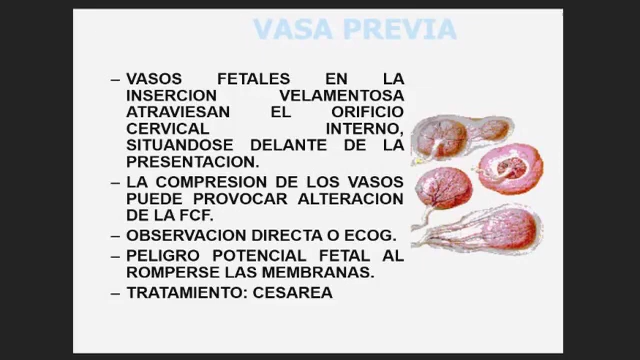 VASA PREVIA
– VASOS FETALES EN LA
INSERCION VELAMENTOSA
ATRAVIESAN EL ORIFICIO
CERVICAL INTERNO,
SITUANDOSE DELANTE DE LA
PRESENTACION.
– LA COMPRESION DE LOS VASOS
PUEDE PROVOCAR ALTERACION
DE LA FCF.
– OBSERVACION DIRECTA O ECOG.
– PELIGRO POTENCIAL FETAL AL
ROMPERSE LAS MEMBRANAS.
– TRATAMIENTO: CESAREA